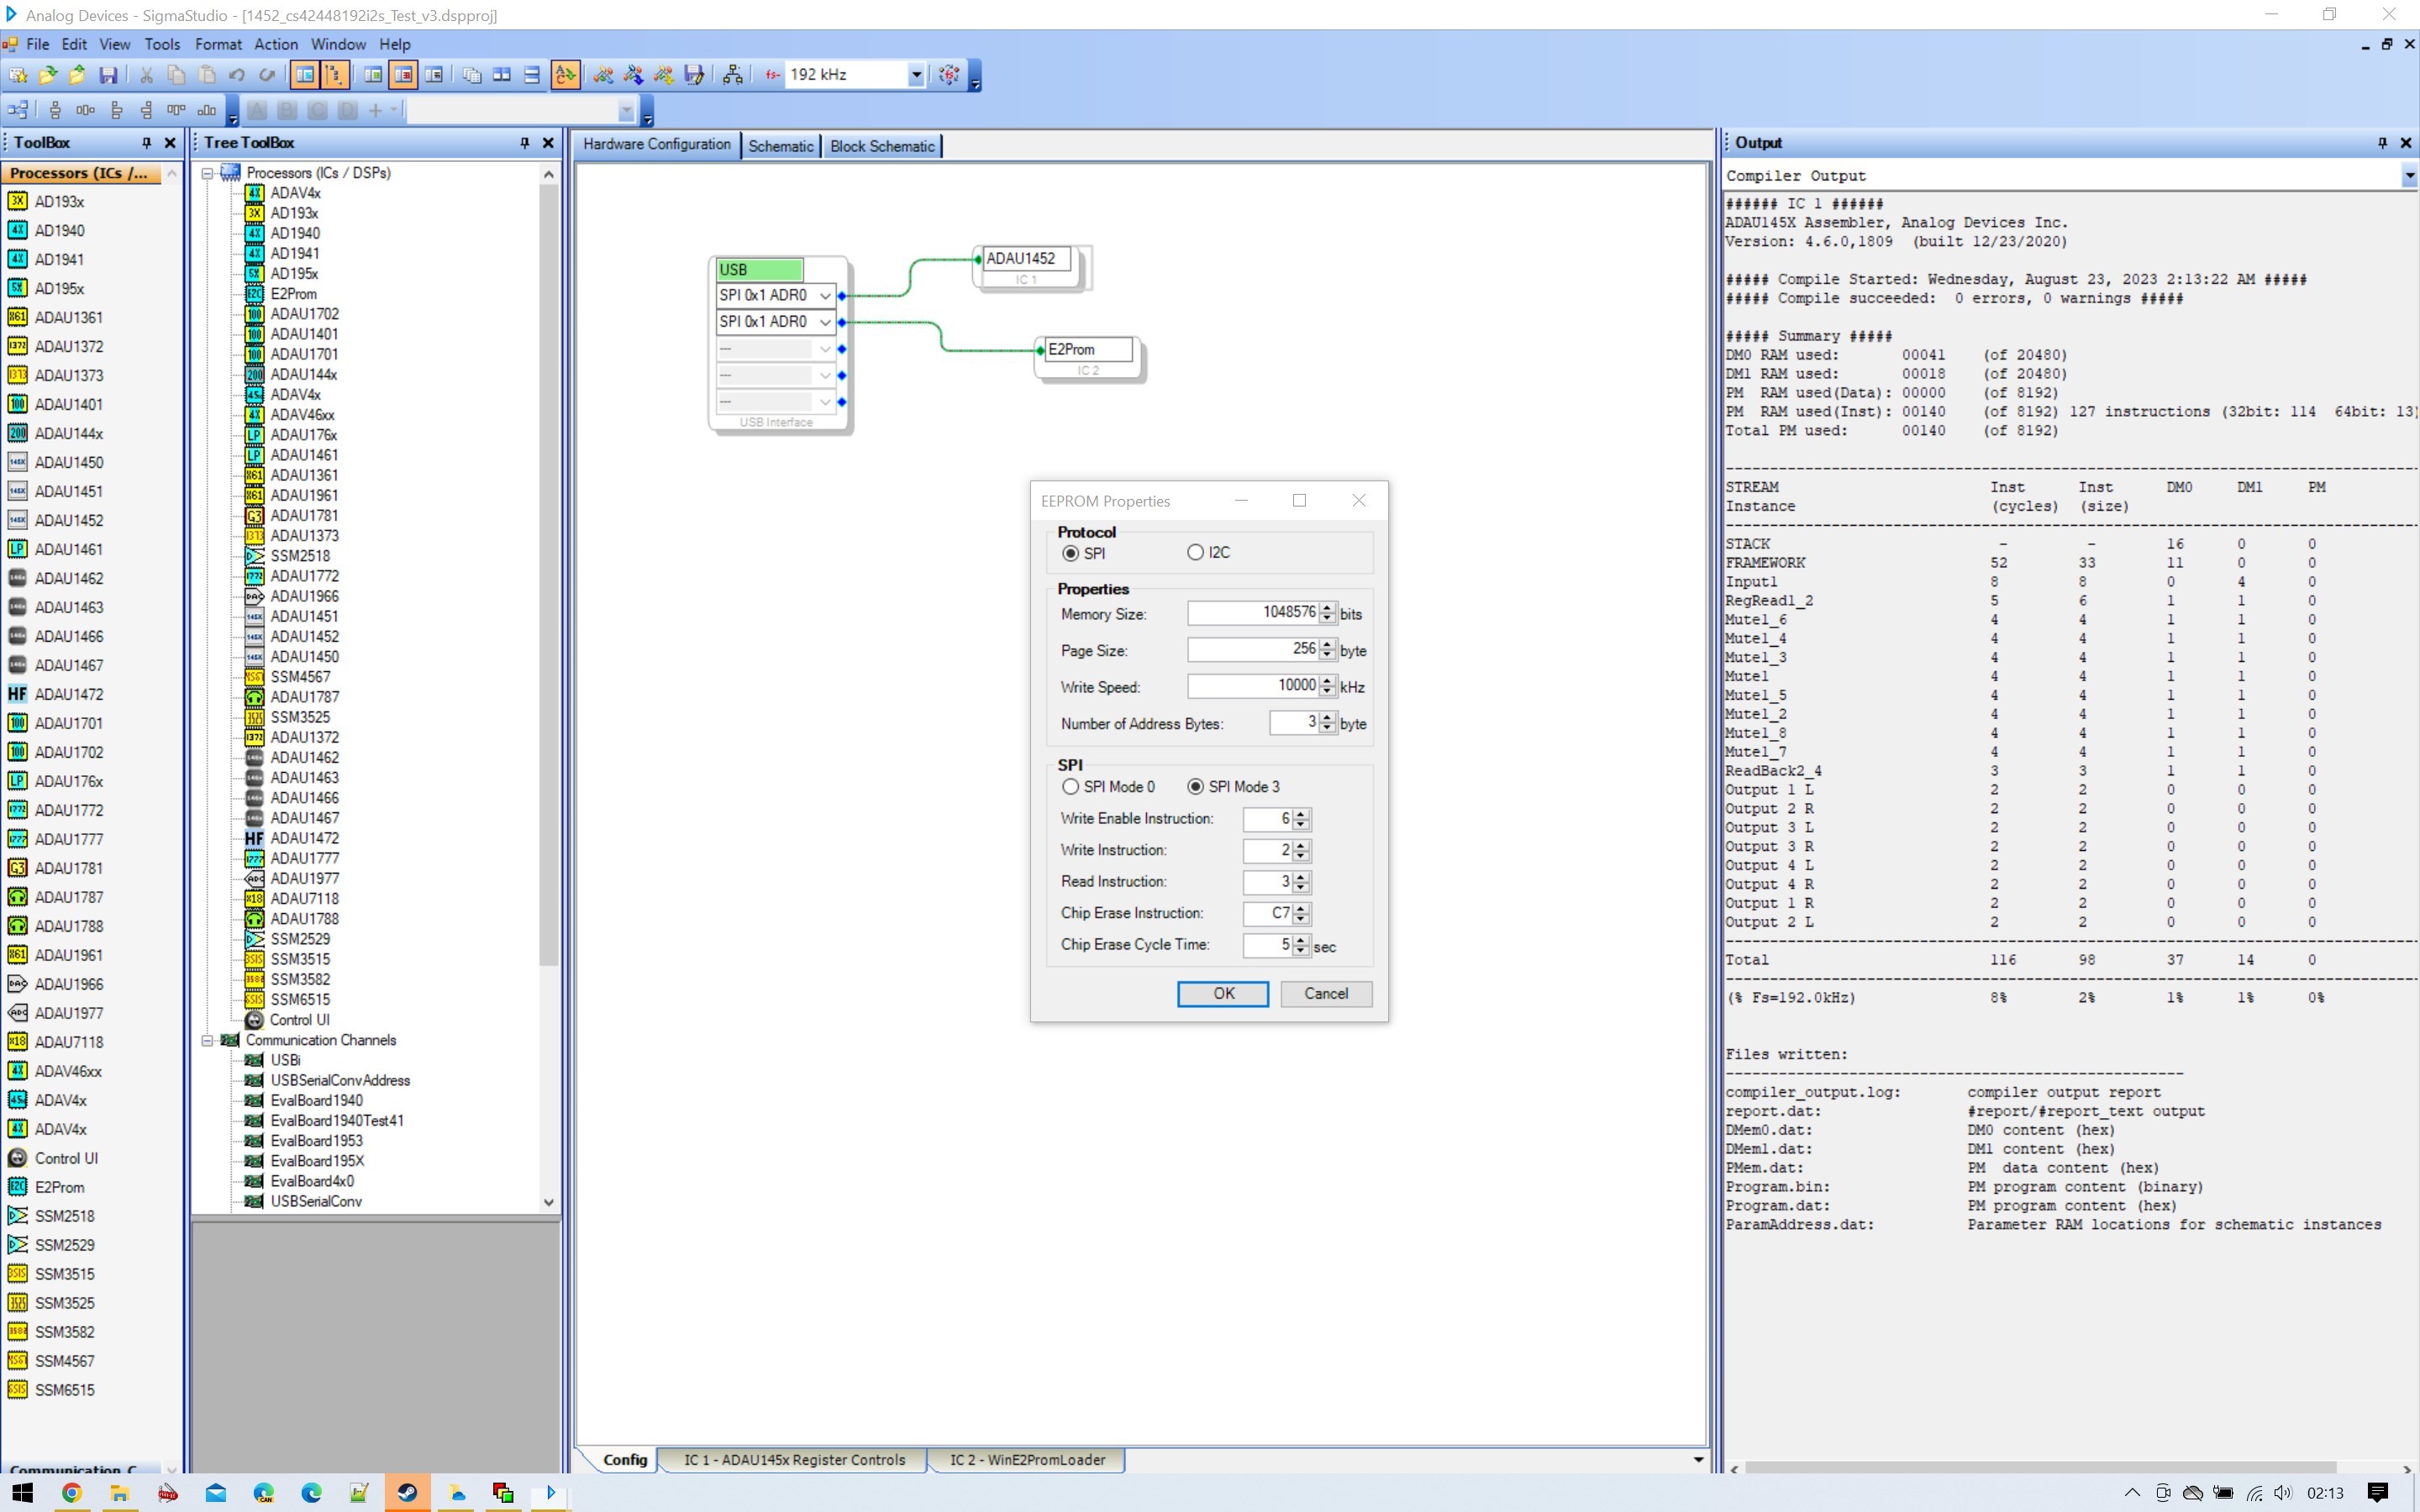 Analog Devices - SigmaStudio - [1452_cs42448192i2s_Test_v3.dspproj]
File Edit View Tools Format Action Window Help
fs- 192 kHz
A B C D
ToolBox
Processors (ICs /...
AD193x
AD1940
AD1941
AD195x
ADAU1361
ADAU1372
ADAU1373
ADAU1401
ADAU144x
ADAU1450
ADAU1451
ADAU1452
ADAU1461
ADAU1462
ADAU1463
ADAU1466
ADAU1467
ADAU1472
ADAU1701
ADAU1702
ADAU176x
ADAU1772
ADAU1777
ADAU1781
ADAU1787
ADAU1788
ADAU1961
ADAU1966
ADAU1977
ADAU7118
ADAV46xx
ADAV4x
ADAV4x
Control UI
E2Prom
SSM2518
SSM2529
SSM3515
SSM3525
SSM3582
SSM4567
SSM6515
Communication C
Tree ToolBox
Processors (ICs / DSPs)
ADAV4x
AD193x
AD1940
AD1941
AD195x
E2Prom
ADAU1702
ADAU1401
ADAU1701
ADAU144x
ADAV4x
ADAV46xx
ADAU176x
ADAU1461
ADAU1361
ADAU1961
ADAU1781
ADAU1373
SSM2518
ADAU1772
ADAU1966
ADAU1451
ADAU1452
ADAU1450
SSM4567
ADAU1787
SSM3525
ADAU1372
ADAU1462
ADAU1463
ADAU1466
ADAU1467
ADAU1472
ADAU1777
ADAU1977
ADAU7118
ADAU1788
SSM2529
SSM3515
SSM3582
SSM6515
Control UI
Communication Channels
USBi
USBSerialConvAddress
EvalBoard1940
EvalBoard1940Test41
EvalBoard1953
EvalBoard195X
EvalBoard4x0
USBSerialConv
Hardware Configuration Schematic Block Schematic
USB
SPI 0x1 ADR0
SPI 0x1 ADR0
---
---
---
USB Interface
ADAU1452
IC 1
E2Prom
IC 2
EEPROM Properties
Protocol
SPI I2C
Properties
Memory Size: 1048576 bits
Page Size: 256 byte
Write Speed: 10000 kHz
Number of Address Bytes: 3 byte
SPI
SPI Mode 0 SPI Mode 3
Write Enable Instruction: 6
Write Instruction: 2
Read Instruction: 3
Chip Erase Instruction: C7
Chip Erase Cycle Time: 5 sec
OK Cancel
Config IC 1 - ADAU145x Register Controls IC 2 - WinE2PromLoader
Output
Compiler Output
###### IC 1 ######
ADAU145X Assembler, Analog Devices Inc.
Version: 4.6.0,1809 (built 12/23/2020)
##### Compile Started: Wednesday, August 23, 2023 2:13:22 AM #####
##### Compile succeeded: 0 errors, 0 warnings #####
##### Summary #####
DM0 RAM used: 00041 (of 20480)
DM1 RAM used: 00018 (of 20480)
PM RAM used(Data): 00000 (of 8192)
PM RAM used(Inst): 00140 (of 8192) 127 instructions (32bit: 114 64bit: 13)
Total PM used: 00140 (of 8192)
STREAM Inst Inst DM0 DM1 PM
Instance (cycles) (size)
STACK - - 16 0 0
FRAMEWORK 52 33 11 0 0
Input1 8 8 0 4 0
RegRead1_2 5 6 1 1 0
Mute1_6 4 4 1 1 0
Mute1_4 4 4 1 1 0
Mute1_3 4 4 1 1 0
Mute1 4 4 1 1 0
Mute1_5 4 4 1 1 0
Mute1_2 4 4 1 1 0
Mute1_8 4 4 1 1 0
Mute1_7 4 4 1 1 0
ReadBack2_4 3 3 1 1 0
Output 1 L 2 2 0 0 0
Output 2 R 2 2 0 0 0
Output 3 L 2 2 0 0 0
Output 3 R 2 2 0 0 0
Output 4 L 2 2 0 0 0
Output 4 R 2 2 0 0 0
Output 1 R 2 2 0 0 0
Output 2 L 2 2 0 0 0
Total 116 98 37 14 0
(% Fs=192.0kHz) 8% 2% 1% 1% 0%
Files written:
compiler_output.log: compiler output report
report.dat: #report/#report_text output
DMem0.dat: DM0 content (hex)
DMem1.dat: DM1 content (hex)
PMem.dat: PM data content (hex)
Program.bin: PM program content (binary)
Program.dat: PM program content (hex)
ParamAddress.dat: Parameter RAM locations for schematic instances
02:13